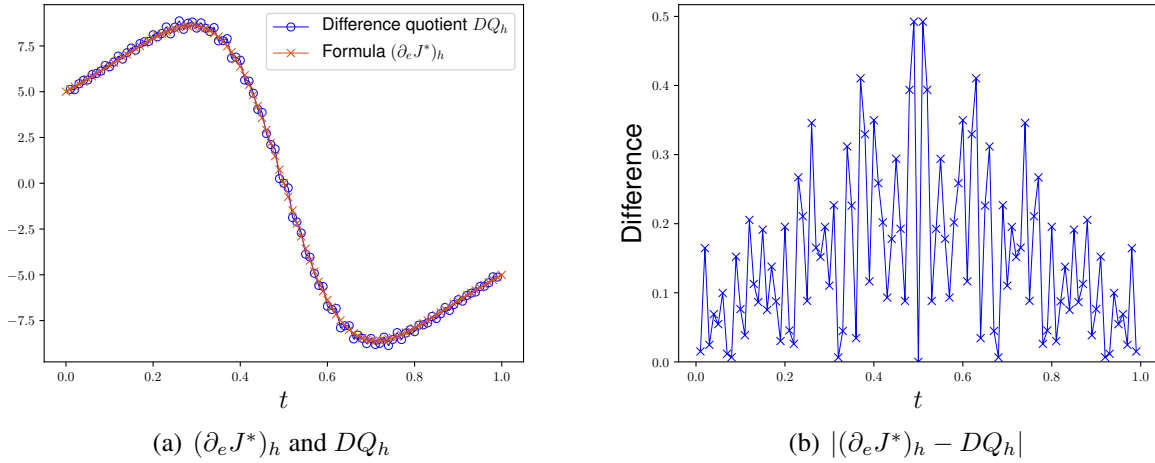 7.5
5.0
2.5
0.0
−2.5
−5.0
−7.5
0.0 0.2 0.4 0.6 0.8 1.0
t
Difference quotient DQ_h
Formula (∂_e J*)_h
(a) (∂_e J*)_h and DQ_h
0.5
0.4
0.3
0.2
0.1
0.0
Difference
0.0 0.2 0.4 0.6 0.8 1.0
t
(b) |(∂_e J*)_h − DQ_h|